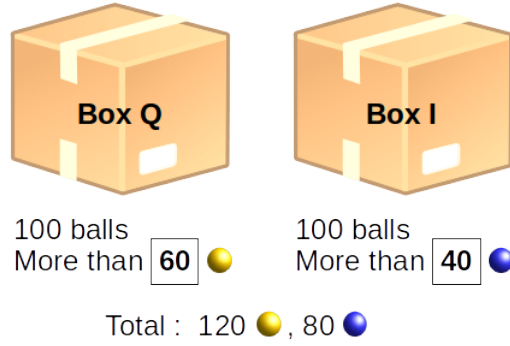 Box Q
Box I
100 balls
More than 60
100 balls
More than 40
Total : 120 , 80